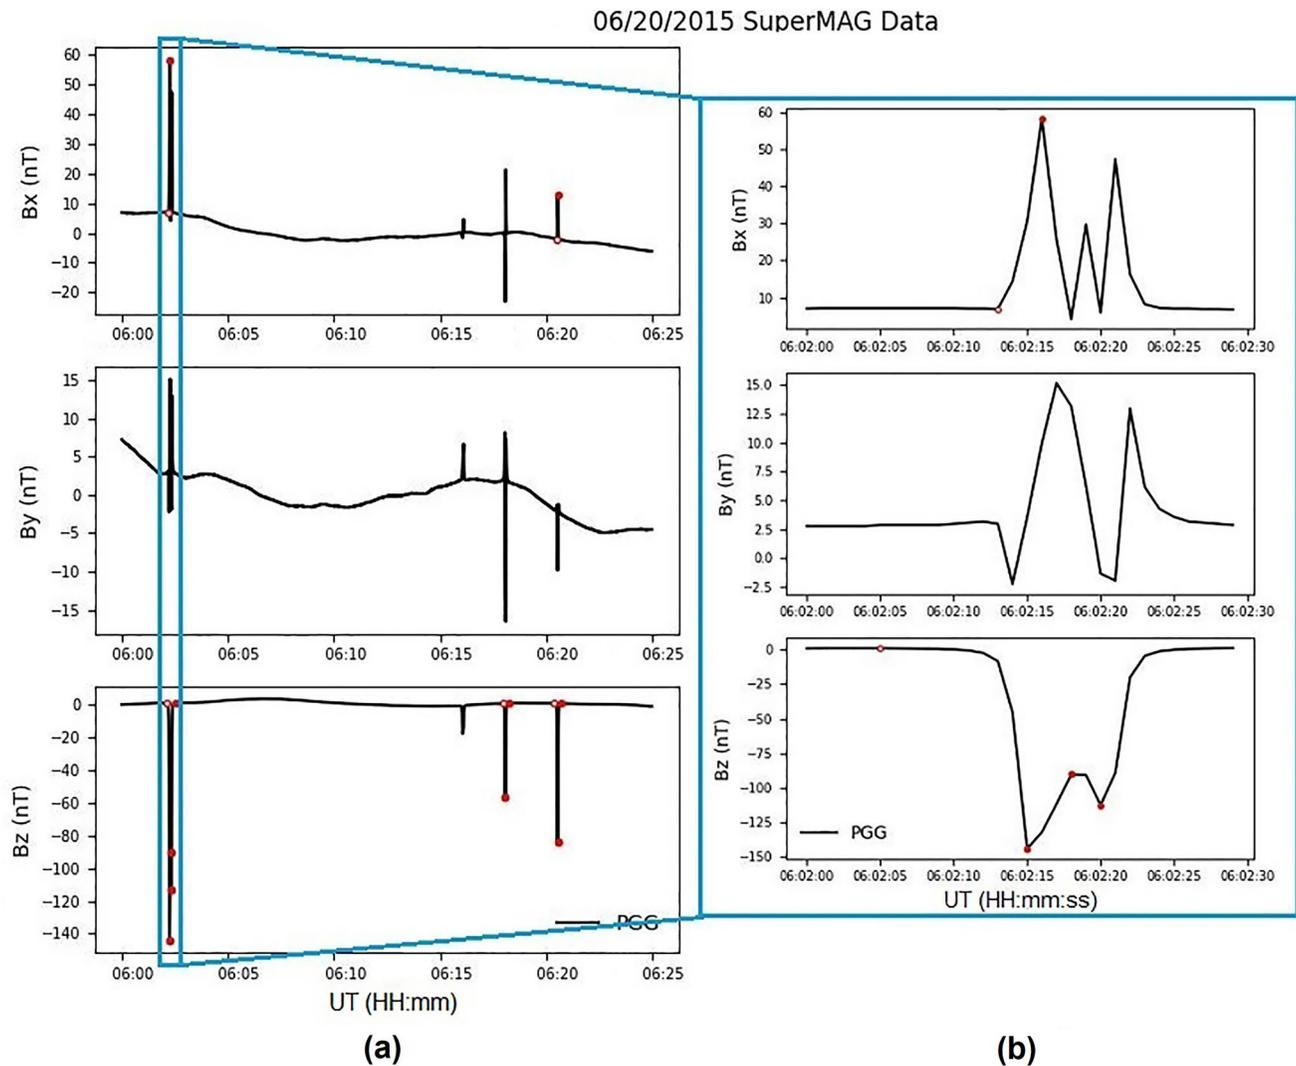 06/20/2015 SuperMAG Data
Bx (nT)
60
50
40
30
20
10
0
−10
−20
06:00 06:05 06:10 06:15 06:20 06:25
By (nT)
15
10
5
0
−5
−10
−15
06:00 06:05 06:10 06:15 06:20 06:25
Bz (nT)
0
−20
−40
−60
−80
−100
−120
−140
PGG
06:00 06:05 06:10 06:15 06:20 06:25
UT (HH:mm)
(a)
Bx (nT)
60
50
40
30
20
10
06:02:00 06:02:05 06:02:10 06:02:15 06:02:20 06:02:25 06:02:30
By (nT)
15.0
12.5
10.0
7.5
5.0
2.5
0.0
−2.5
06:02:00 06:02:05 06:02:10 06:02:15 06:02:20 06:02:25 06:02:30
Bz (nT)
0
−25
−50
−75
−100
−125
−150
PGG
06:02:00 06:02:05 06:02:10 06:02:15 06:02:20 06:02:25 06:02:30
UT (HH:mm:ss)
(b)